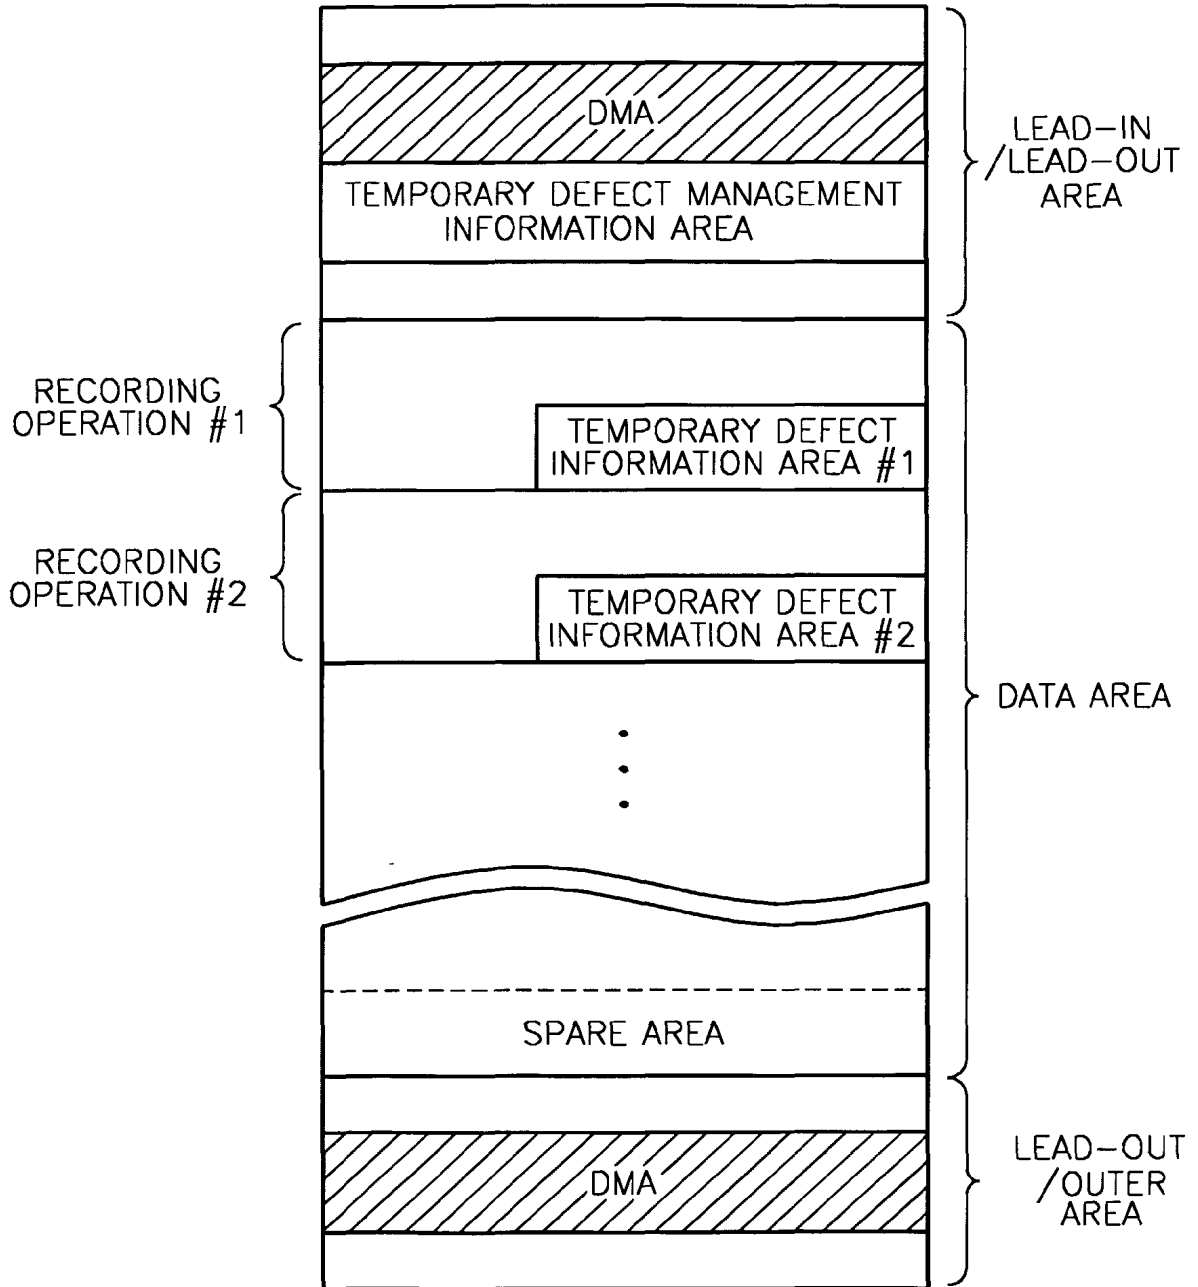 DMA
TEMPORARY DEFECT MANAGEMENT
INFORMATION AREA
LEAD-IN
/LEAD-OUT
AREA
RECORDING
OPERATION #1
TEMPORARY DEFECT
INFORMATION AREA #1
RECORDING
OPERATION #2
TEMPORARY DEFECT
INFORMATION AREA #2
DATA AREA
SPARE AREA
DMA
LEAD-OUT
/OUTER
AREA